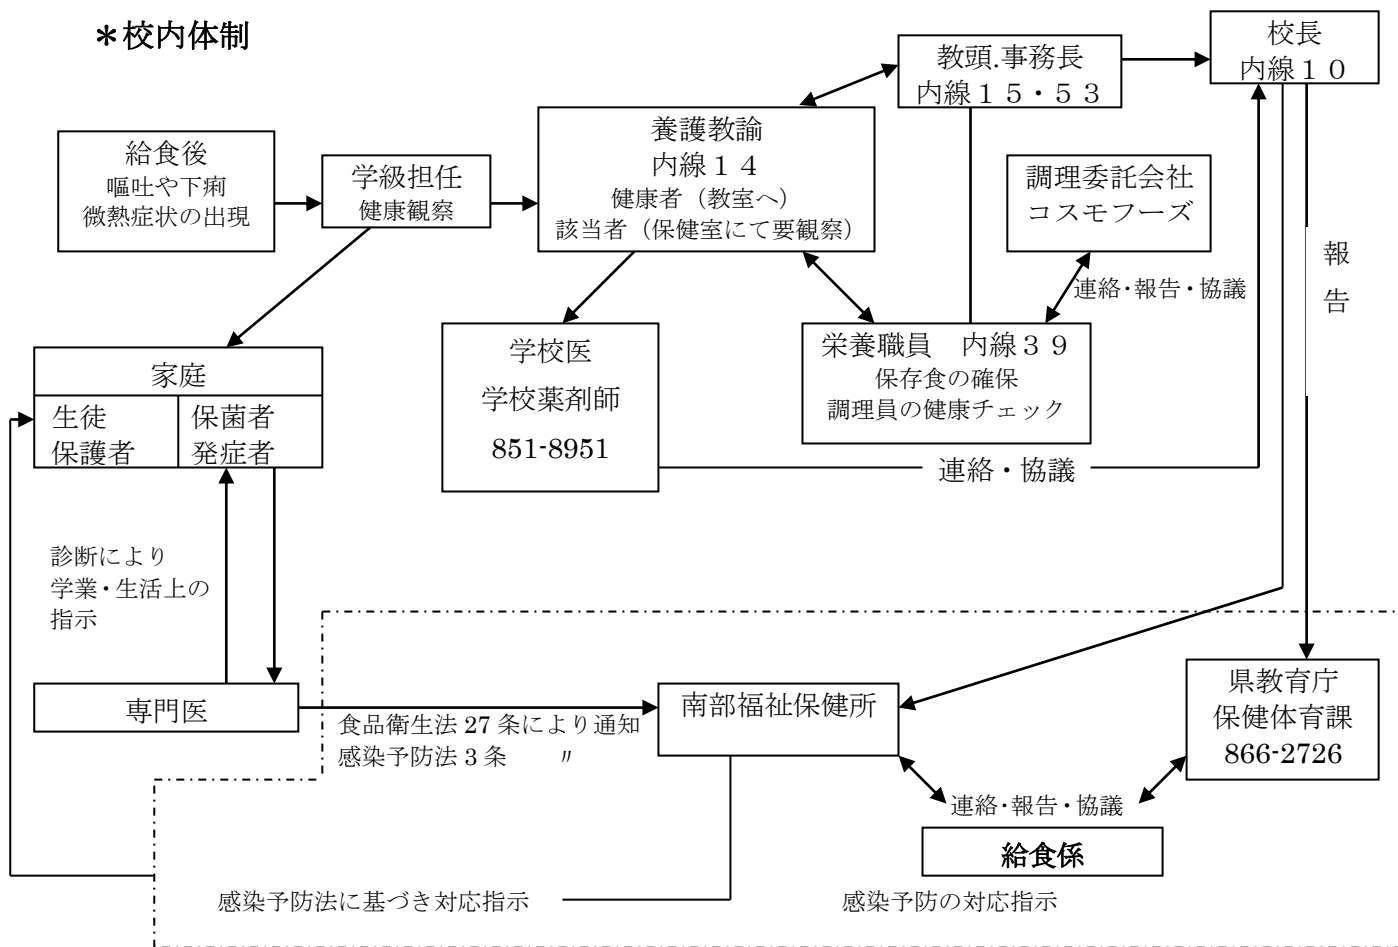 ＊校内体制
校長
内線１０
教頭.事務長
内線１５・５３
養護教諭
内線１４
健康者（教室へ）
該当者（保健室にて要観察）
給食後
嘔吐や下痢
微熱症状の出現
学級担任
健康観察
調理委託会社
コスモフーズ
連絡･報告・協議
報
告
学校医
学校薬剤師
851-8951
栄養職員　内線３９
保存食の確保
調理員の健康チェック
連絡・協議
家庭
生徒
保護者
保菌者
発症者
診断により
学業･生活上の
指示
専門医
食品衛生法 27 条により通知
感染予防法 3 条　　〃
南部福祉保健所
県教育庁
保健体育課
866-2726
連絡･報告・協議
給食係
感染予防法に基づき対応指示
感染予防の対応指示